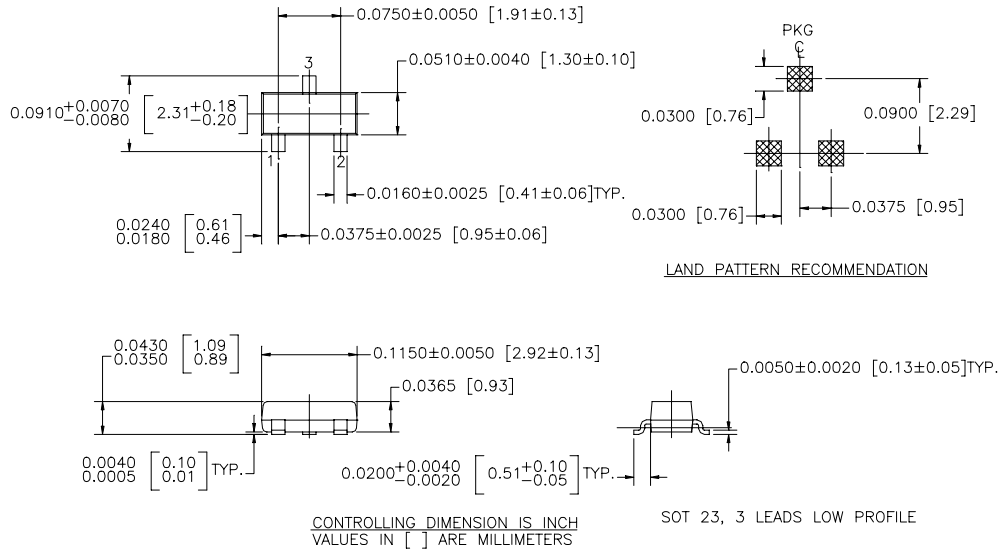 0.0750±0.0050 [1.91±0.13]
PKG
℄
3
0.0510±0.0040 [1.30±0.10]
0.0910+0.0070 -0.0080 [2.31+0.18 -0.20]
0.0300 [0.76]
0.0900 [2.29]
1
2
0.0160±0.0025 [0.41±0.06]TYP.
0.0300 [0.76]
0.0375 [0.95]
0.0240 0.0180 [0.61 0.46]
0.0375±0.0025 [0.95±0.06]
LAND PATTERN RECOMMENDATION
0.0430 0.0350 [1.09 0.89]
0.1150±0.0050 [2.92±0.13]
0.0365 [0.93]
0.0050±0.0020 [0.13±0.05]TYP.
0.0040 0.0005 [0.10 0.01]TYP.
0.0200+0.0040 -0.0020 [0.51+0.10 -0.05]TYP.
CONTROLLING DIMENSION IS INCH
VALUES IN [ ] ARE MILLIMETERS
SOT 23, 3 LEADS LOW PROFILE